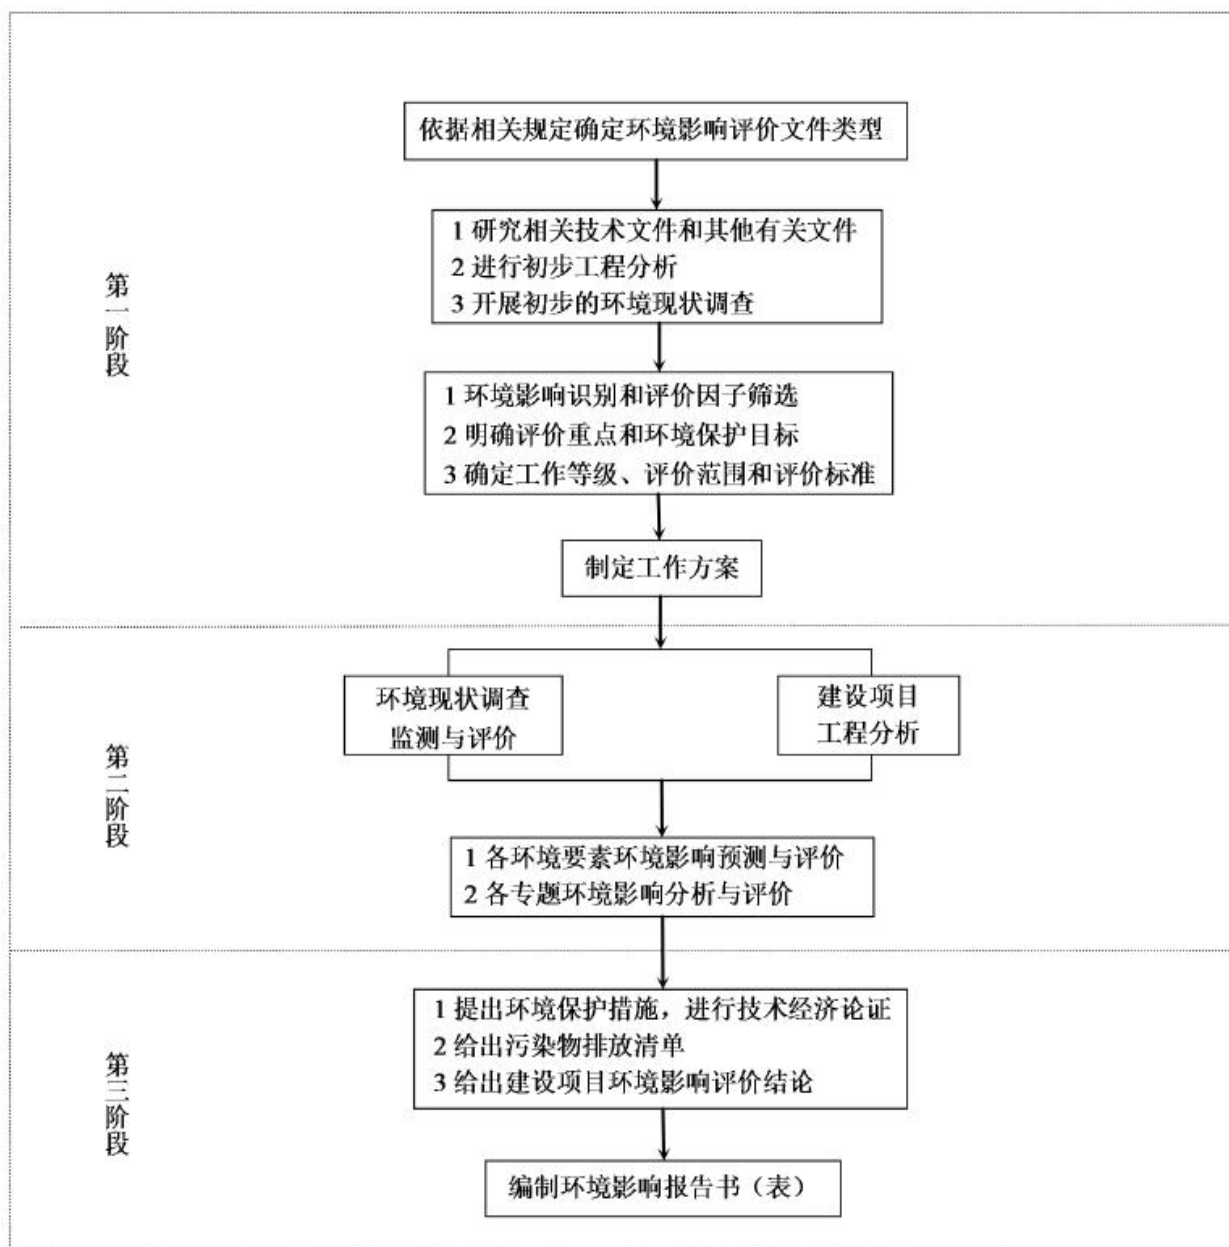 依据相关规定确定环境影响评价文件类型
1 研究相关技术文件和其他有关文件
2 进行初步工程分析
3 开展初步的环境现状调查
第一阶段
1 环境影响识别和评价因子筛选
2 明确评价重点和环境保护目标
3 确定工作等级、评价范围和评价标准
制定工作方案
环境现状调查
监测与评价
建设项目
工程分析
第二阶段
1 各环境要素环境影响预测与评价
2 各专题环境影响分析与评价
1 提出环境保护措施，进行技术经济论证
2 给出污染物排放清单
3 给出建设项目环境影响评价结论
第三阶段
编制环境影响报告书（表）